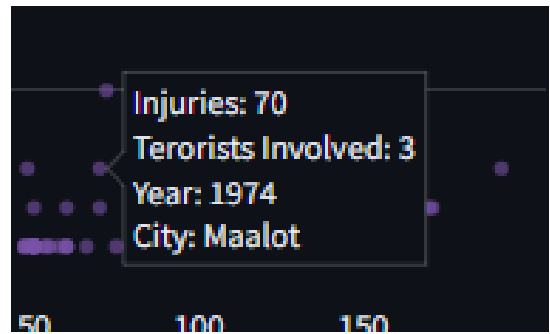 Injuries: 70
Terorists Involved: 3
Year: 1974
City: Maalot
50 100 150